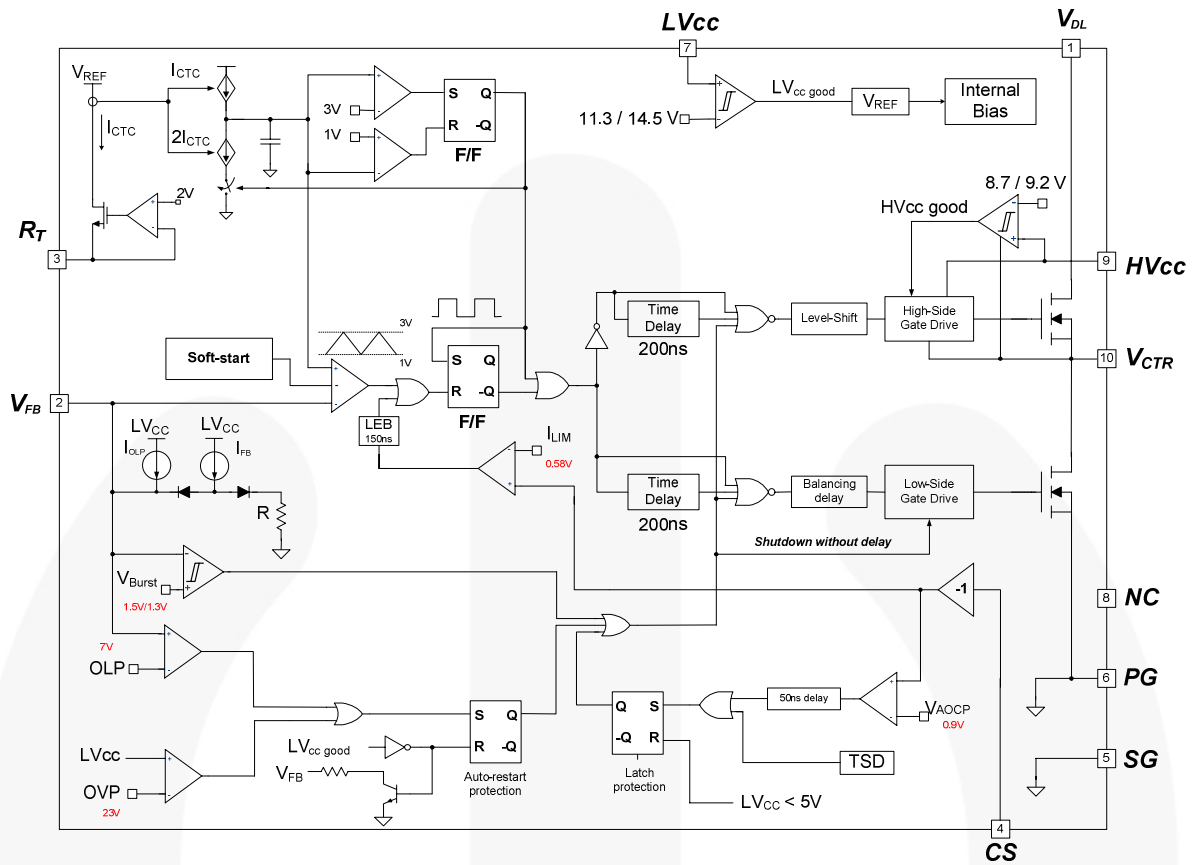 LVcc
VDL
7
1
VREF
ICTC
LVcc good
VREF
Internal
Bias
3V
S Q
11.3 / 14.5 V
ICTC
2ICTC
1V
R -Q
F/F
2V
8.7 / 9.2 V
HVcc good
RT
3
9
HVcc
Time
Delay
200ns
Level-Shift
High-Side
Gate Drive
3V
1V
Soft-start
S Q
R -Q
F/F
10
VCTR
VFB
2
LEB
150ns
LVCC
LVCC
IOLP
IFB
ILIM
0.58V
R
Time
Delay
200ns
Balancing
delay
Low-Side
Gate Drive
Shutdown without delay
VBurst
1.5V/1.3V
-1
8
NC
7V
OLP
6
PG
50ns delay
VAOCP
0.9V
S Q
R -Q
Auto-restart
protection
Q S
-Q R
Latch
protection
LVcc
LVcc good
VFB
TSD
5
SG
OVP
23V
LVCC < 5V
4
CS